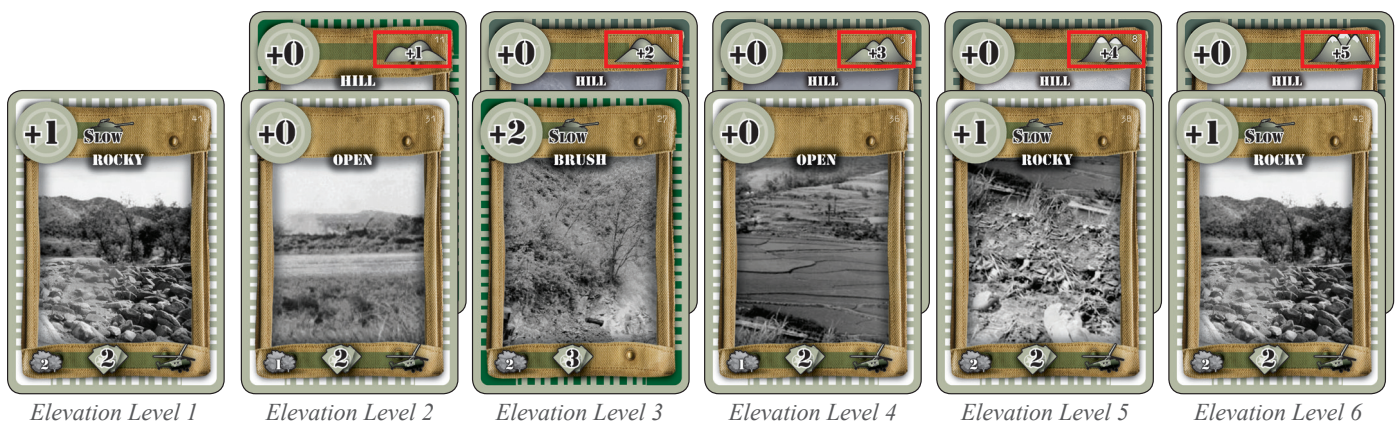 +0 +1 11
HILL
+0 +2
HILL
+0 +3 5
HILL
+0 +4 8
HILL
+0 +5
HILL
+1 SLOW 41
ROCKY
2 2
Elevation Level 1
+0 31
OPEN
1 2
Elevation Level 2
+2 SLOW 27
BRUSH
2 3
Elevation Level 3
+0 36
OPEN
1 2
Elevation Level 4
+1 SLOW 38
ROCKY
2 2
Elevation Level 5
+1 SLOW 42
ROCKY
2 2
Elevation Level 6